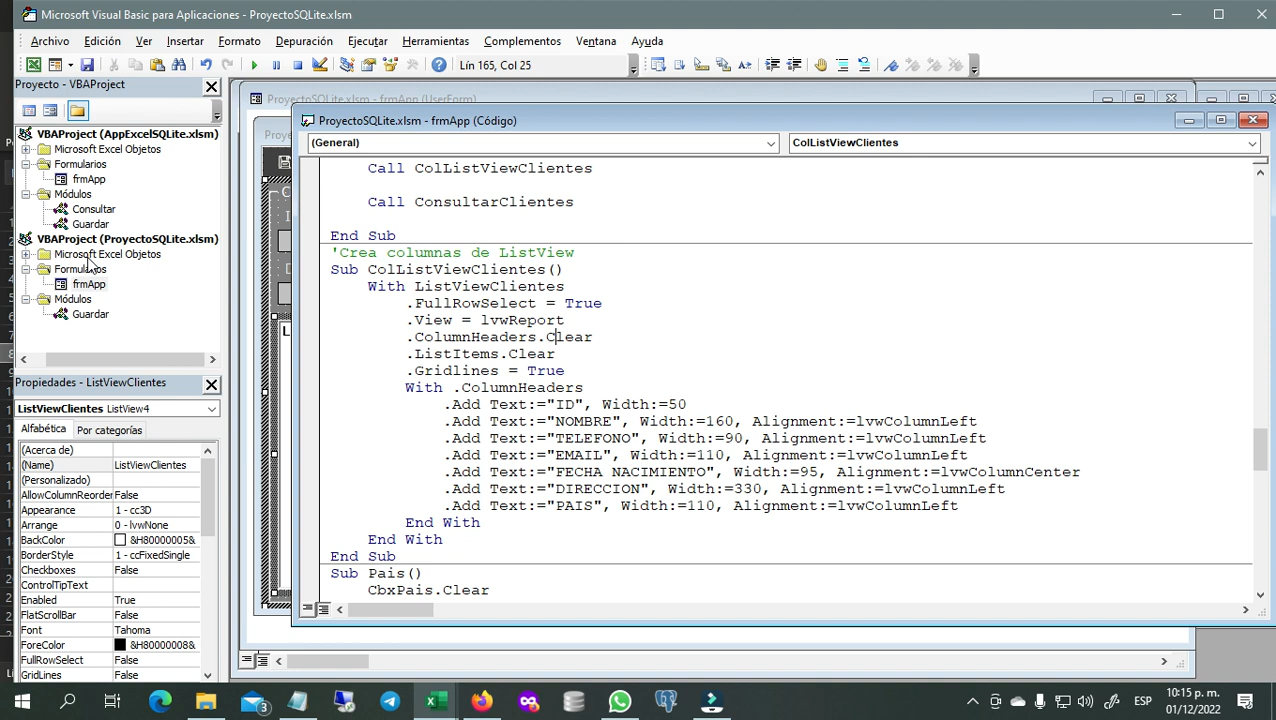 Microsoft Visual Basic para Aplicaciones - ProyectoSQLite.xlsm
Archivo Edición Ver Insertar Formato Depuración Ejecutar Herramientas Complementos Ventana Ayuda
Lín 165, Col 25
Proyecto - VBAProject
VBAProject (AppExcelSQLite.xlsm)
Microsoft Excel Objetos
Formularios
frmApp
Módulos
Consultar
Guardar
VBAProject (ProyectoSQLite.xlsm)
Microsoft Excel Objetos
Formularios
frmApp
Módulos
Guardar
Propiedades - ListViewClientes
ListViewClientes ListView4
Alfabética Por categorías
(Acerca de)
(Name) ListViewClientes
(Personalizado)
AllowColumnReorder False
Appearance 1 - cc3D
Arrange 0 - lvwNone
BackColor &H80000005&
BorderStyle 1 - ccFixedSingle
Checkboxes False
ControlTipText
Enabled True
FlatScrollBar False
Font Tahoma
ForeColor &H80000008&
FullRowSelect False
GridLines False
ProyectoSQLite.xlsm - frmApp (UserForm)
ProyectoSQLite.xlsm - frmApp (Código)
(General) ColListViewClientes
Call ColListViewClientes
Call ConsultarClientes
End Sub
'Crea columnas de ListView
Sub ColListViewClientes()
With ListViewClientes
.FullRowSelect = True
.View = lvwReport
.ColumnHeaders.Clear
.ListItems.Clear
.Gridlines = True
With .ColumnHeaders
.Add Text:="ID", Width:=50
.Add Text:="NOMBRE", Width:=160, Alignment:=lvwColumnLeft
.Add Text:="TELEFONO", Width:=90, Alignment:=lvwColumnLeft
.Add Text:="EMAIL", Width:=110, Alignment:=lvwColumnLeft
.Add Text:="FECHA NACIMIENTO", Width:=95, Alignment:=lvwColumnCenter
.Add Text:="DIRECCION", Width:=330, Alignment:=lvwColumnLeft
.Add Text:="PAIS", Width:=110, Alignment:=lvwColumnLeft
End With
End With
End Sub
Sub Pais()
CbxPais.Clear
3
ESP
10:15 p. m.
01/12/2022